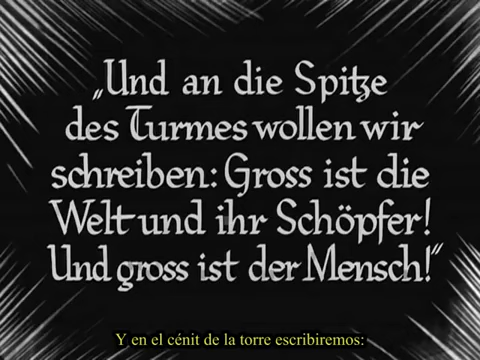 „Und an die Spitze
des Turmes wollen wir
schreiben: Gross ist die
Welt und ihr Schöpfer!
Und gross ist der Mensch!“
Y en el cénit de la torre escribiremos: